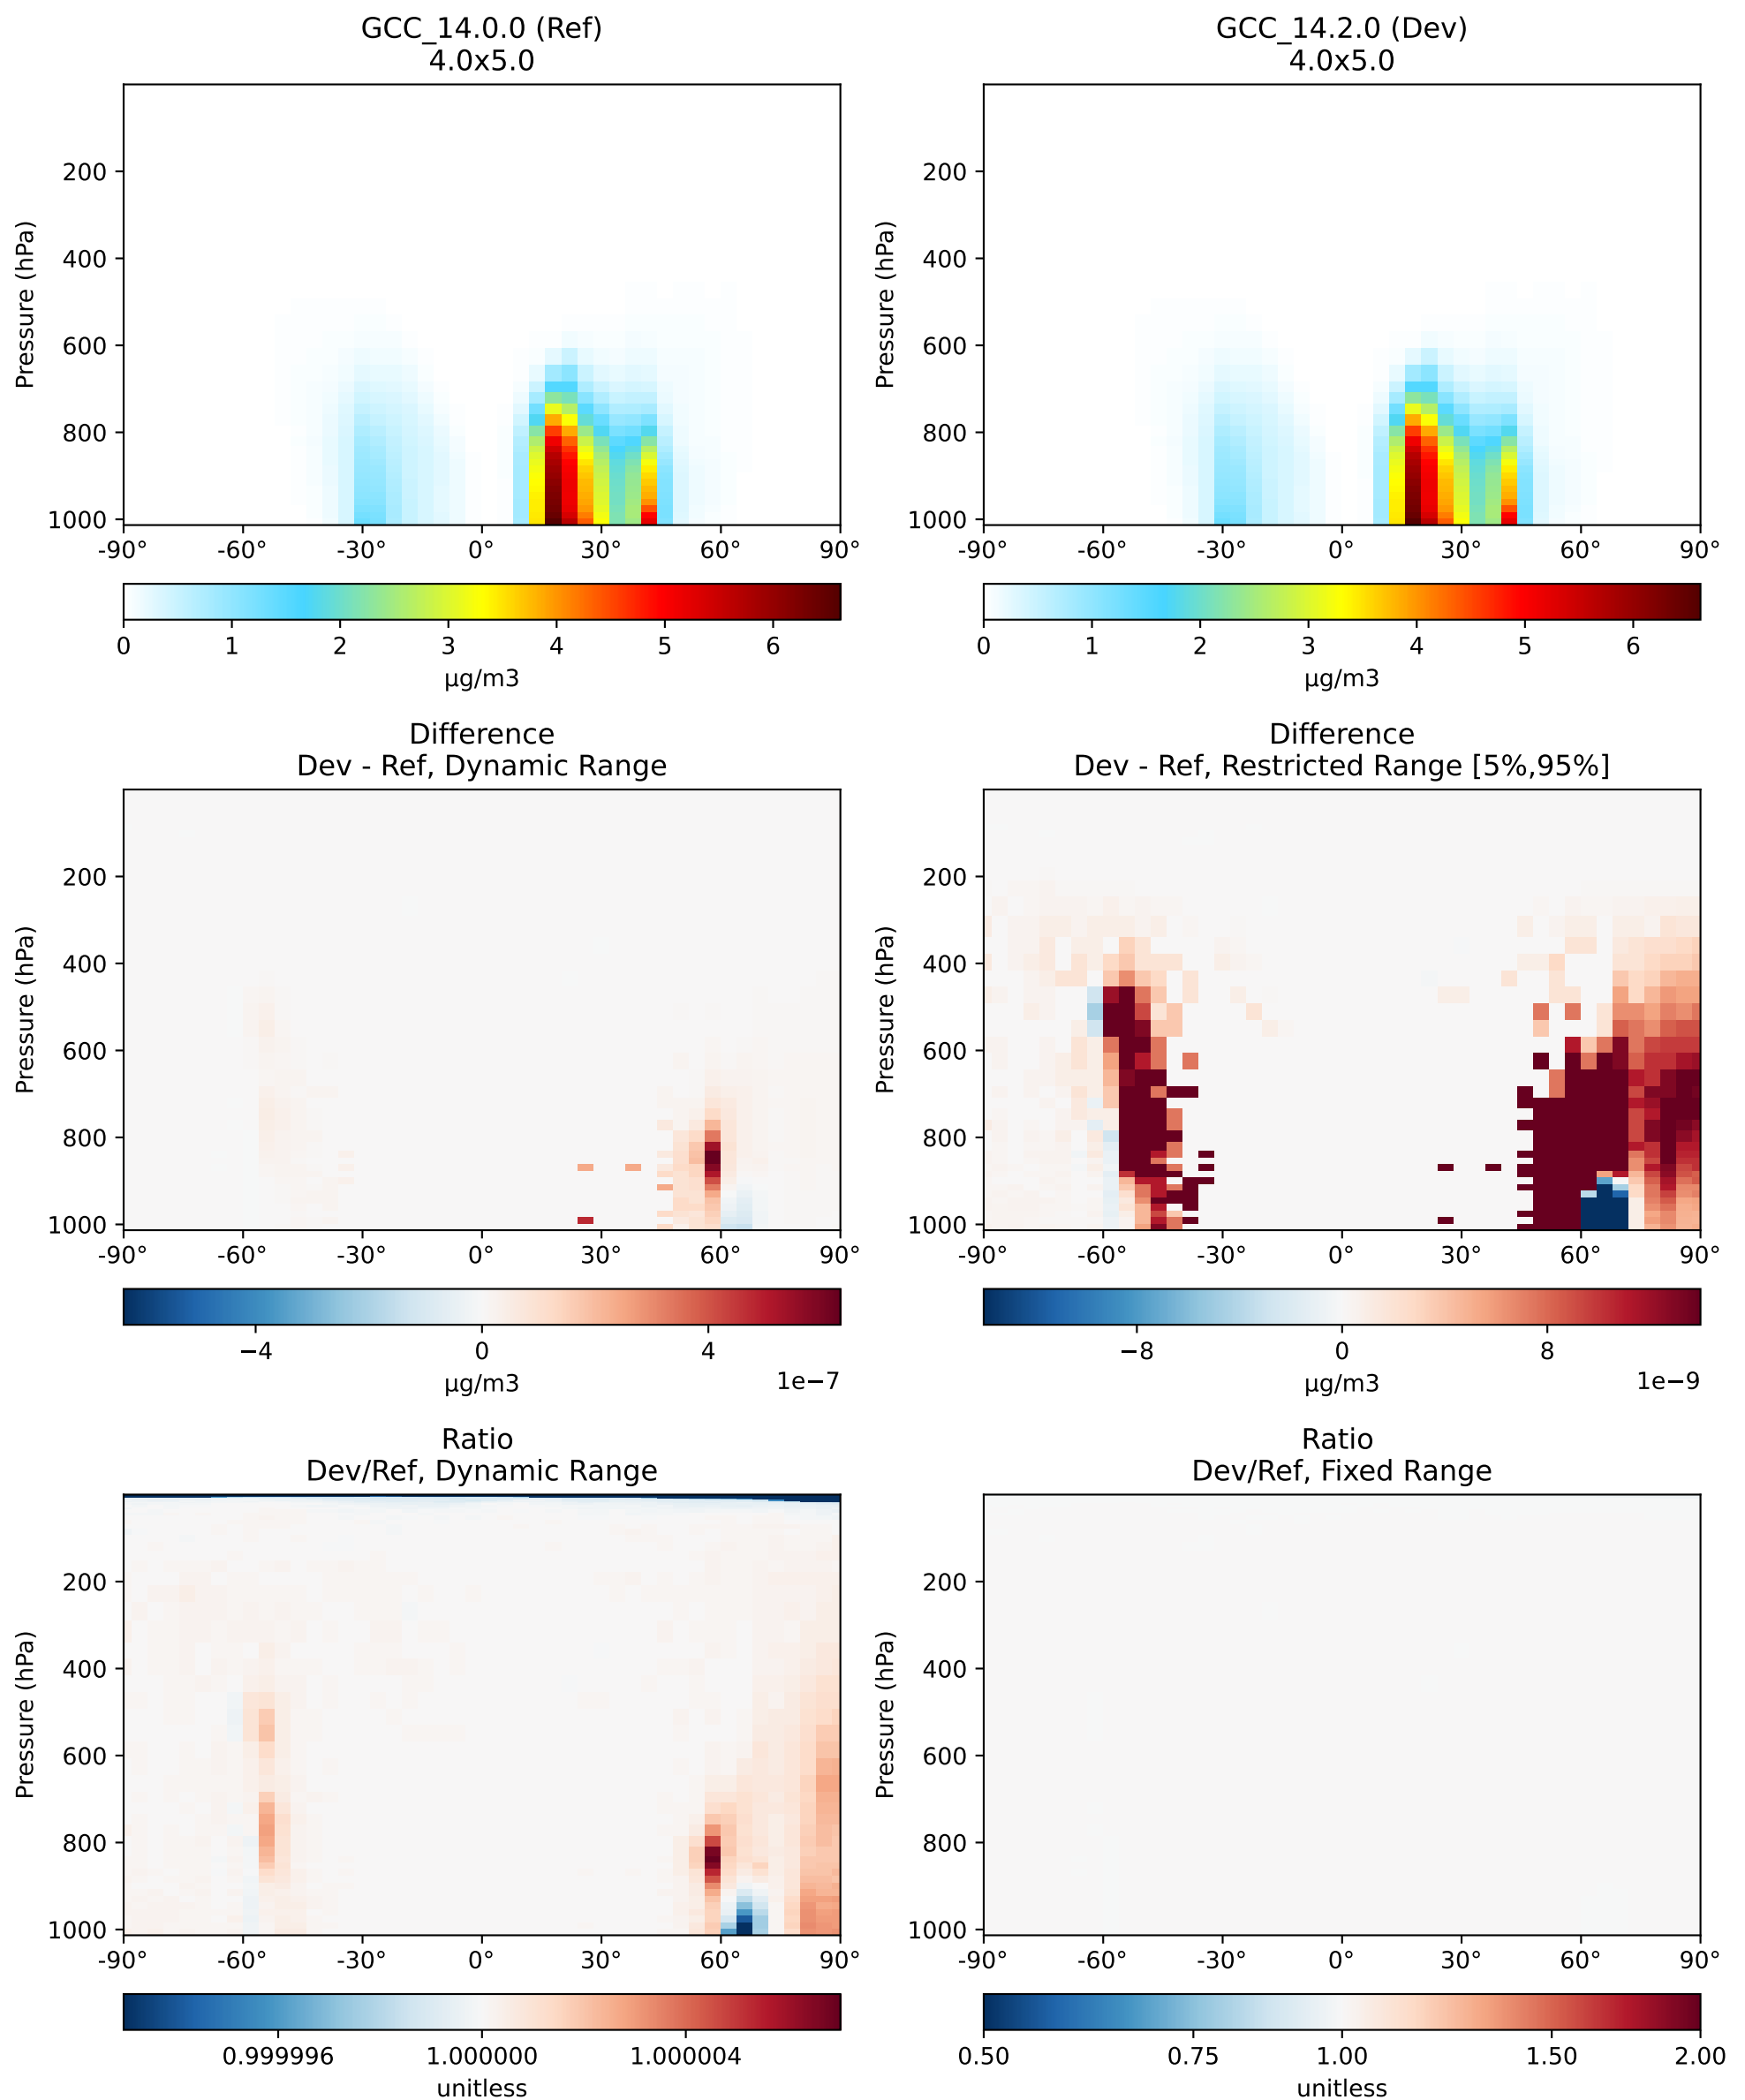 GCC_14.0.0 (Ref)
4.0x5.0
GCC_14.2.0 (Dev)
4.0x5.0
Pressure (hPa)
200
400
600
800
1000
-90° -60° -30° 0° 30° 60° 90°
0 1 2 3 4 5 6
µg/m3
Pressure (hPa)
200
400
600
800
1000
-90° -60° -30° 0° 30° 60° 90°
0 1 2 3 4 5 6
µg/m3
Difference
Dev - Ref, Dynamic Range
Pressure (hPa)
200
400
600
800
1000
-90° -60° -30° 0° 30° 60° 90°
−4 0 4
µg/m3
1e−7
Difference
Dev - Ref, Restricted Range [5%,95%]
Pressure (hPa)
200
400
600
800
1000
-90° -60° -30° 0° 30° 60° 90°
−8 0 8
µg/m3
1e−9
Ratio
Dev/Ref, Dynamic Range
Pressure (hPa)
200
400
600
800
1000
-90° -60° -30° 0° 30° 60° 90°
0.999996 1.000000 1.000004
unitless
Ratio
Dev/Ref, Fixed Range
Pressure (hPa)
200
400
600
800
1000
-90° -60° -30° 0° 30° 60° 90°
0.50 0.75 1.00 1.50 2.00
unitless